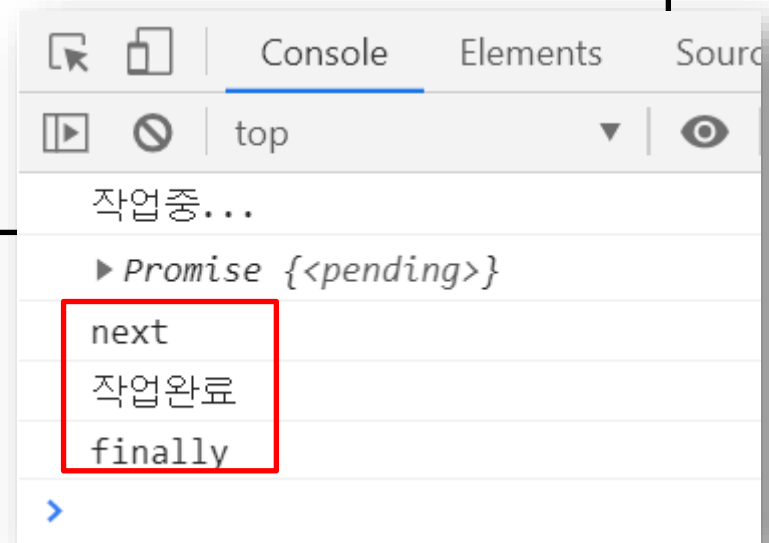 Console Elements Sourc
top
작업중...
Promise {<pending>}
next
작업완료
finally